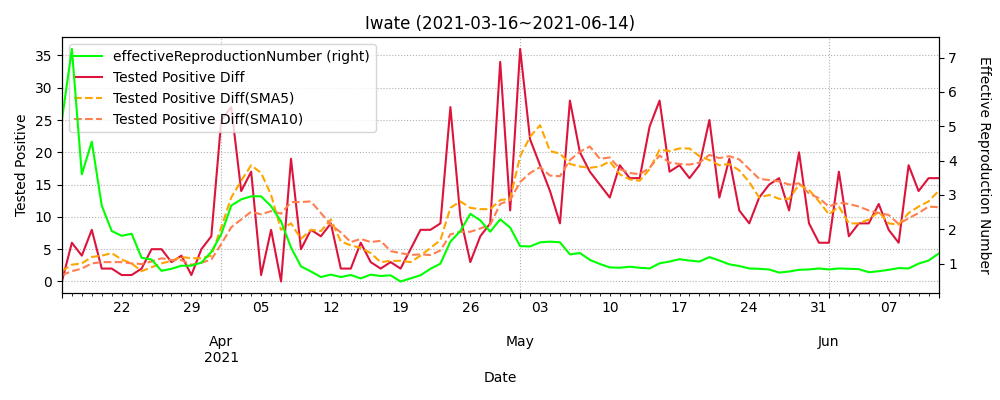 Iwate (2021-03-16~2021-06-14)
effectiveReproductionNumber (right)
Tested Positive Diff
Tested Positive Diff(SMA5)
Tested Positive Diff(SMA10)
Tested Positive
35
30
25
20
15
10
5
0
7
6
5
4
3
2
1
Effective Reproduction Number
22 29 05 12 19 26 03 10 17 24 31 07
Apr May Jun
2021
Date